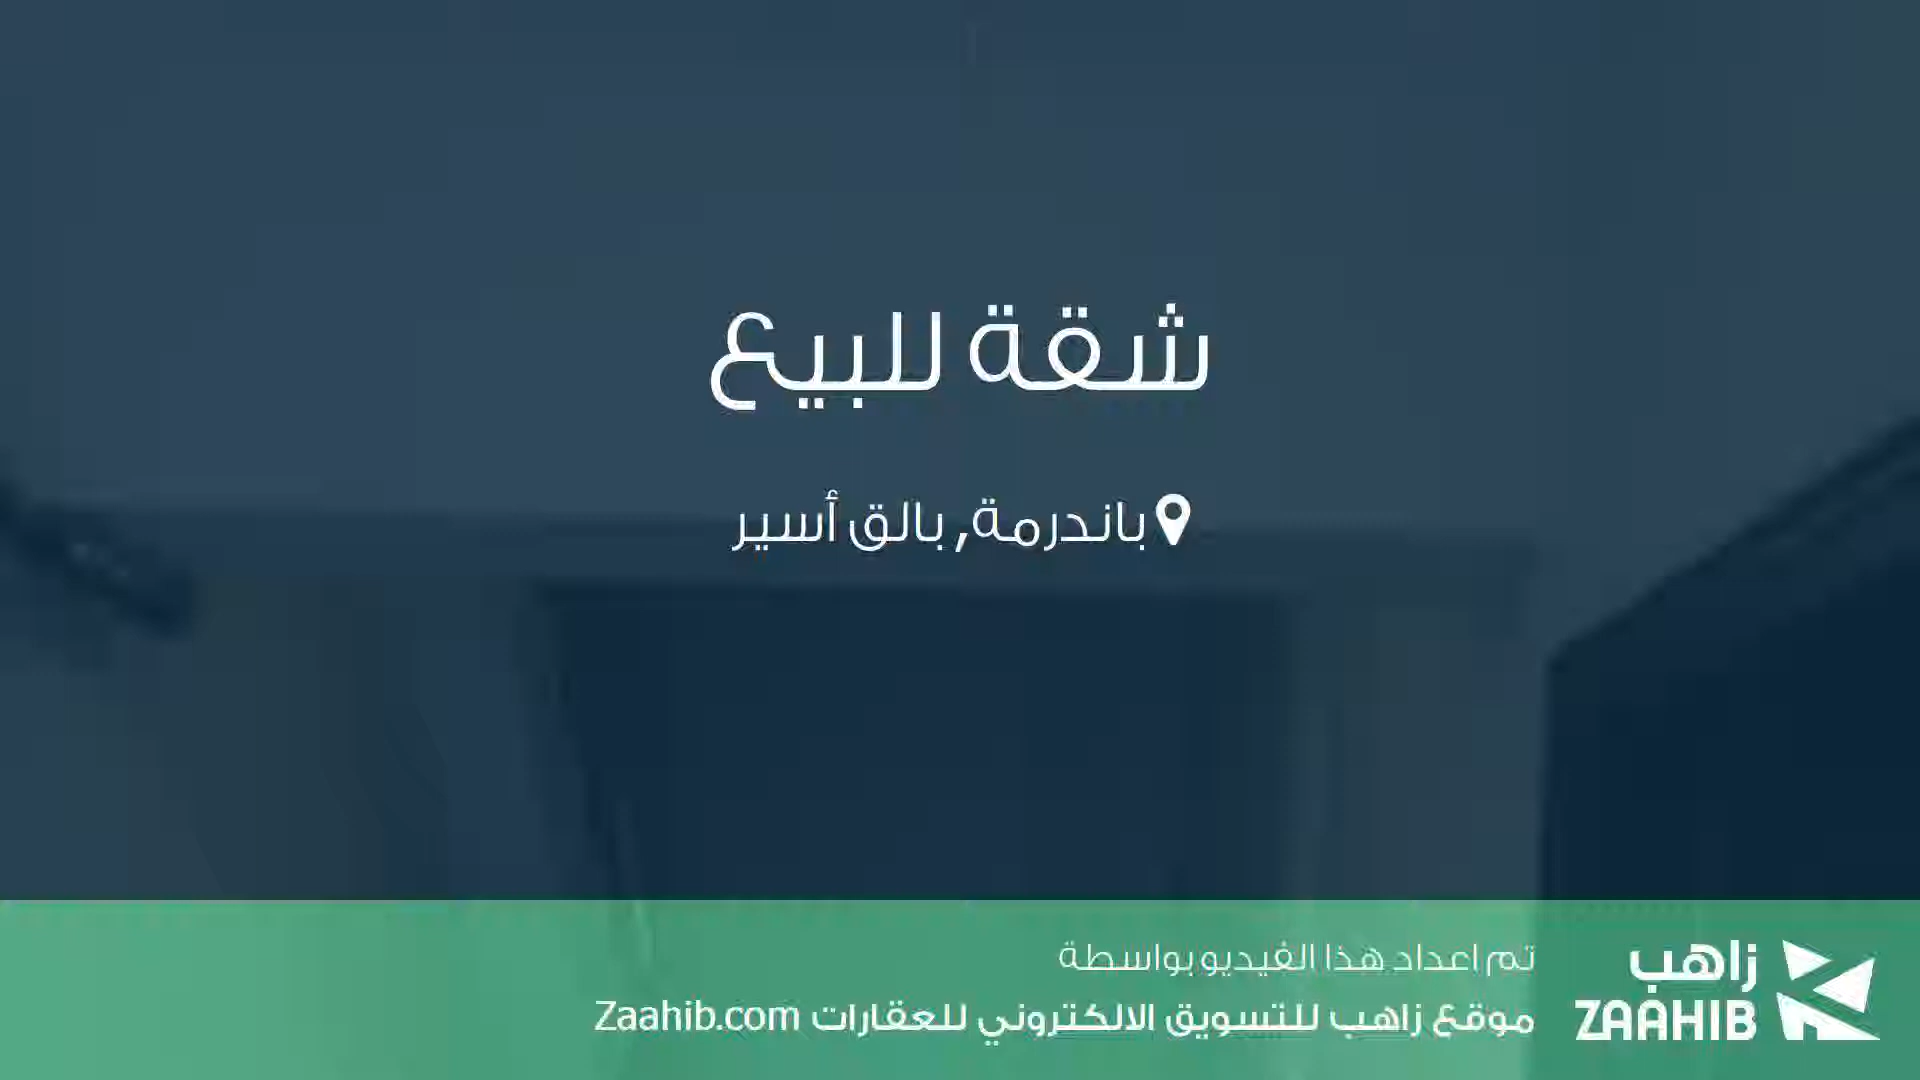 شقة للبيع
باندرمة, بالق أسير
زاهب
ZAAHIB
تم اعداد هذا الفيديو بواسطة
موقع زاهب للتسويق الالكتروني للعقارات Zaahib.com